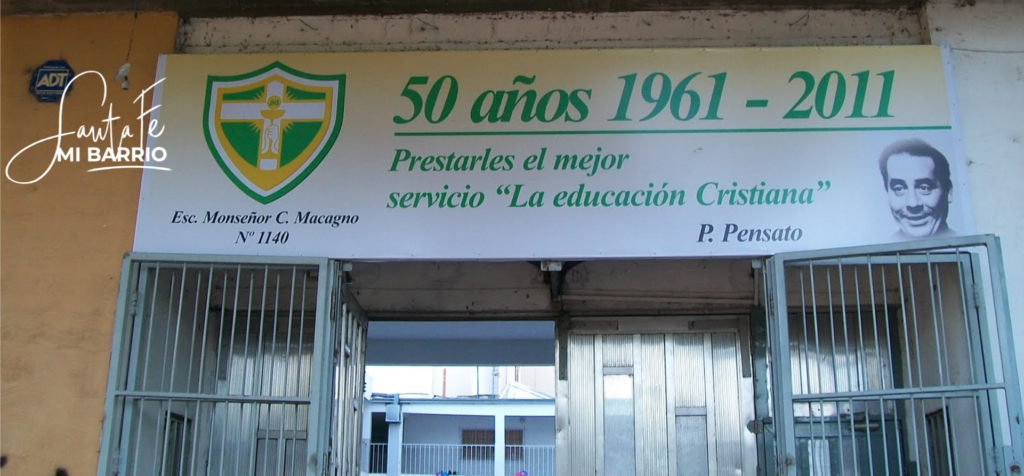 ADT
Santa Fe
MI BARRIO
50 años 1961 - 2011
Prestarles el mejor
servicio “La educación Cristiana”
P. Pensato
Esc. Monseñor C. Macagno
Nº 1140